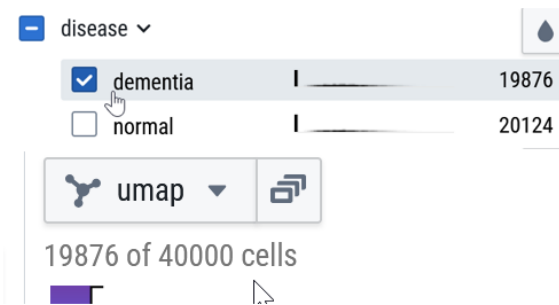 disease
dementia 19876
normal 20124
umap
19876 of 40000 cells